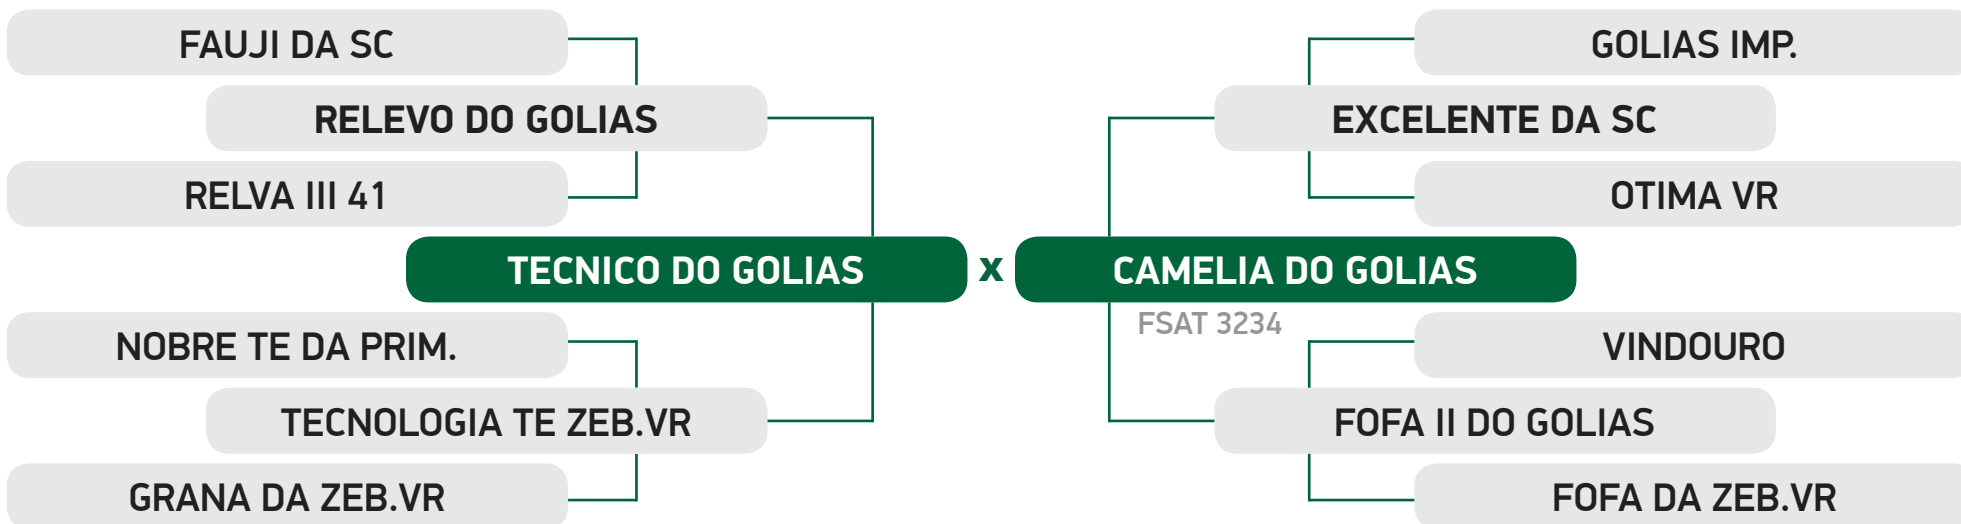 FAUJI DA SC
GOLIAS IMP.
RELEVO DO GOLIAS
EXCELENTE DA SC
RELVA III 41
OTIMA VR
TECNICO DO GOLIAS x CAMELIA DO GOLIAS
FSAT 3234
NOBRE TE DA PRIM.
VINDOURO
TECNOLOGIA TE ZEB.VR
FOFA II DO GOLIAS
GRANA DA ZEB.VR
FOFA DA ZEB.VR